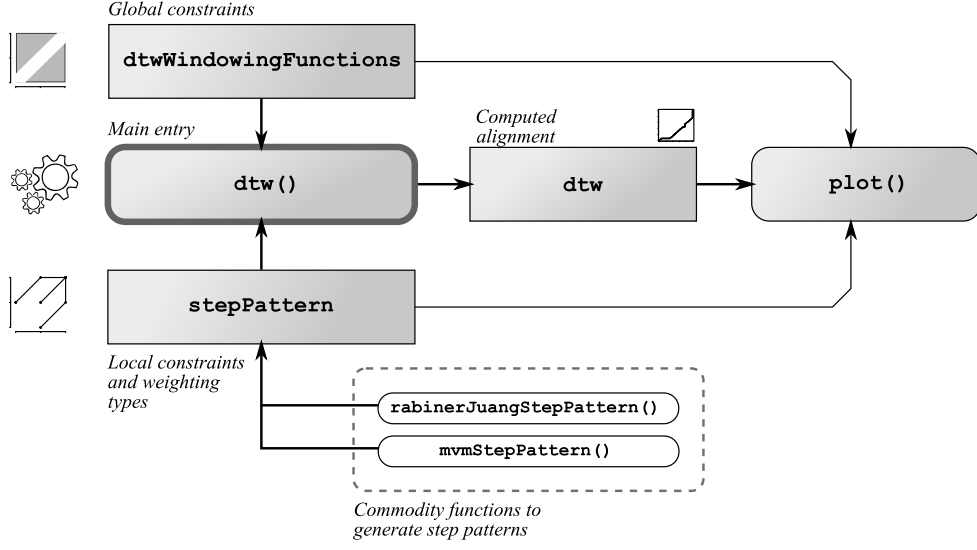 Global constraints
dtwWindowingFunctions
Main entry
dtw()
Computed
alignment
dtw
plot()
stepPattern
Local constraints
and weighting
types
rabinerJuangStepPattern()
mvmStepPattern()
Commodity functions to
generate step patterns